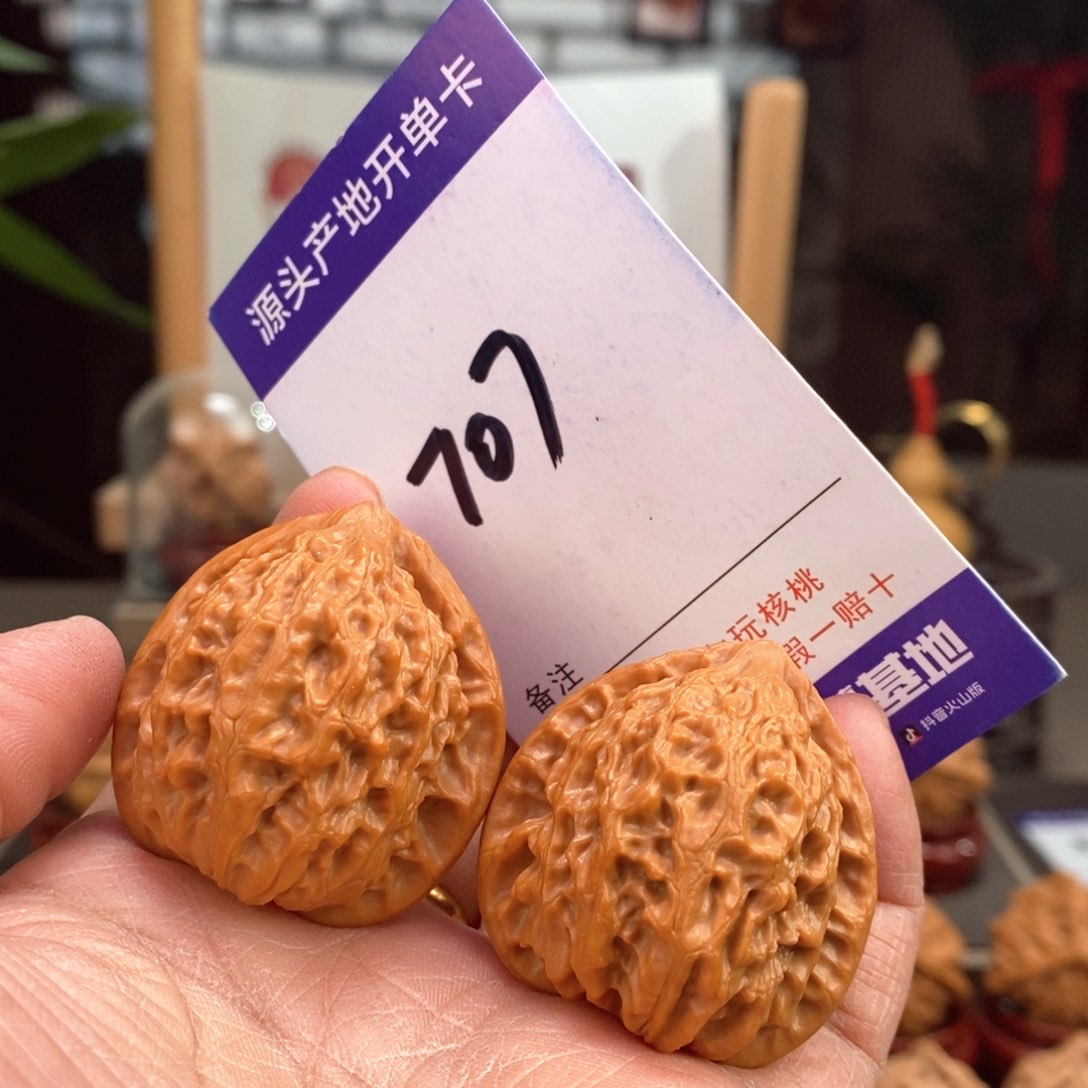 源头产地开单卡
707
备注
玩核桃
假一赔十
基地
抖音火山版